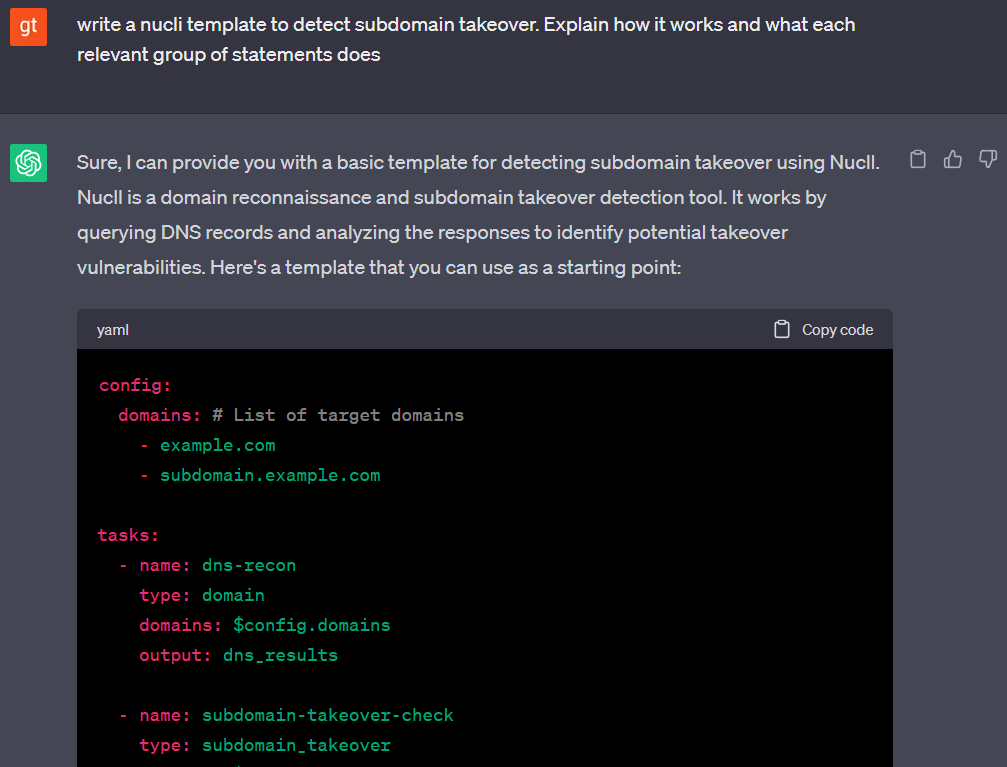 gt
write a nucli template to detect subdomain takeover. Explain how it works and what each
relevant group of statements does
Sure, I can provide you with a basic template for detecting subdomain takeover using Nucll.
Nucll is a domain reconnaissance and subdomain takeover detection tool. It works by
querying DNS records and analyzing the responses to identify potential takeover
vulnerabilities. Here's a template that you can use as a starting point:
yaml
Copy code
config:
  domains: # List of target domains
    - example.com
    - subdomain.example.com
tasks:
  - name: dns-recon
    type: domain
    domains: $config.domains
    output: dns_results
  - name: subdomain-takeover-check
    type: subdomain_takeover